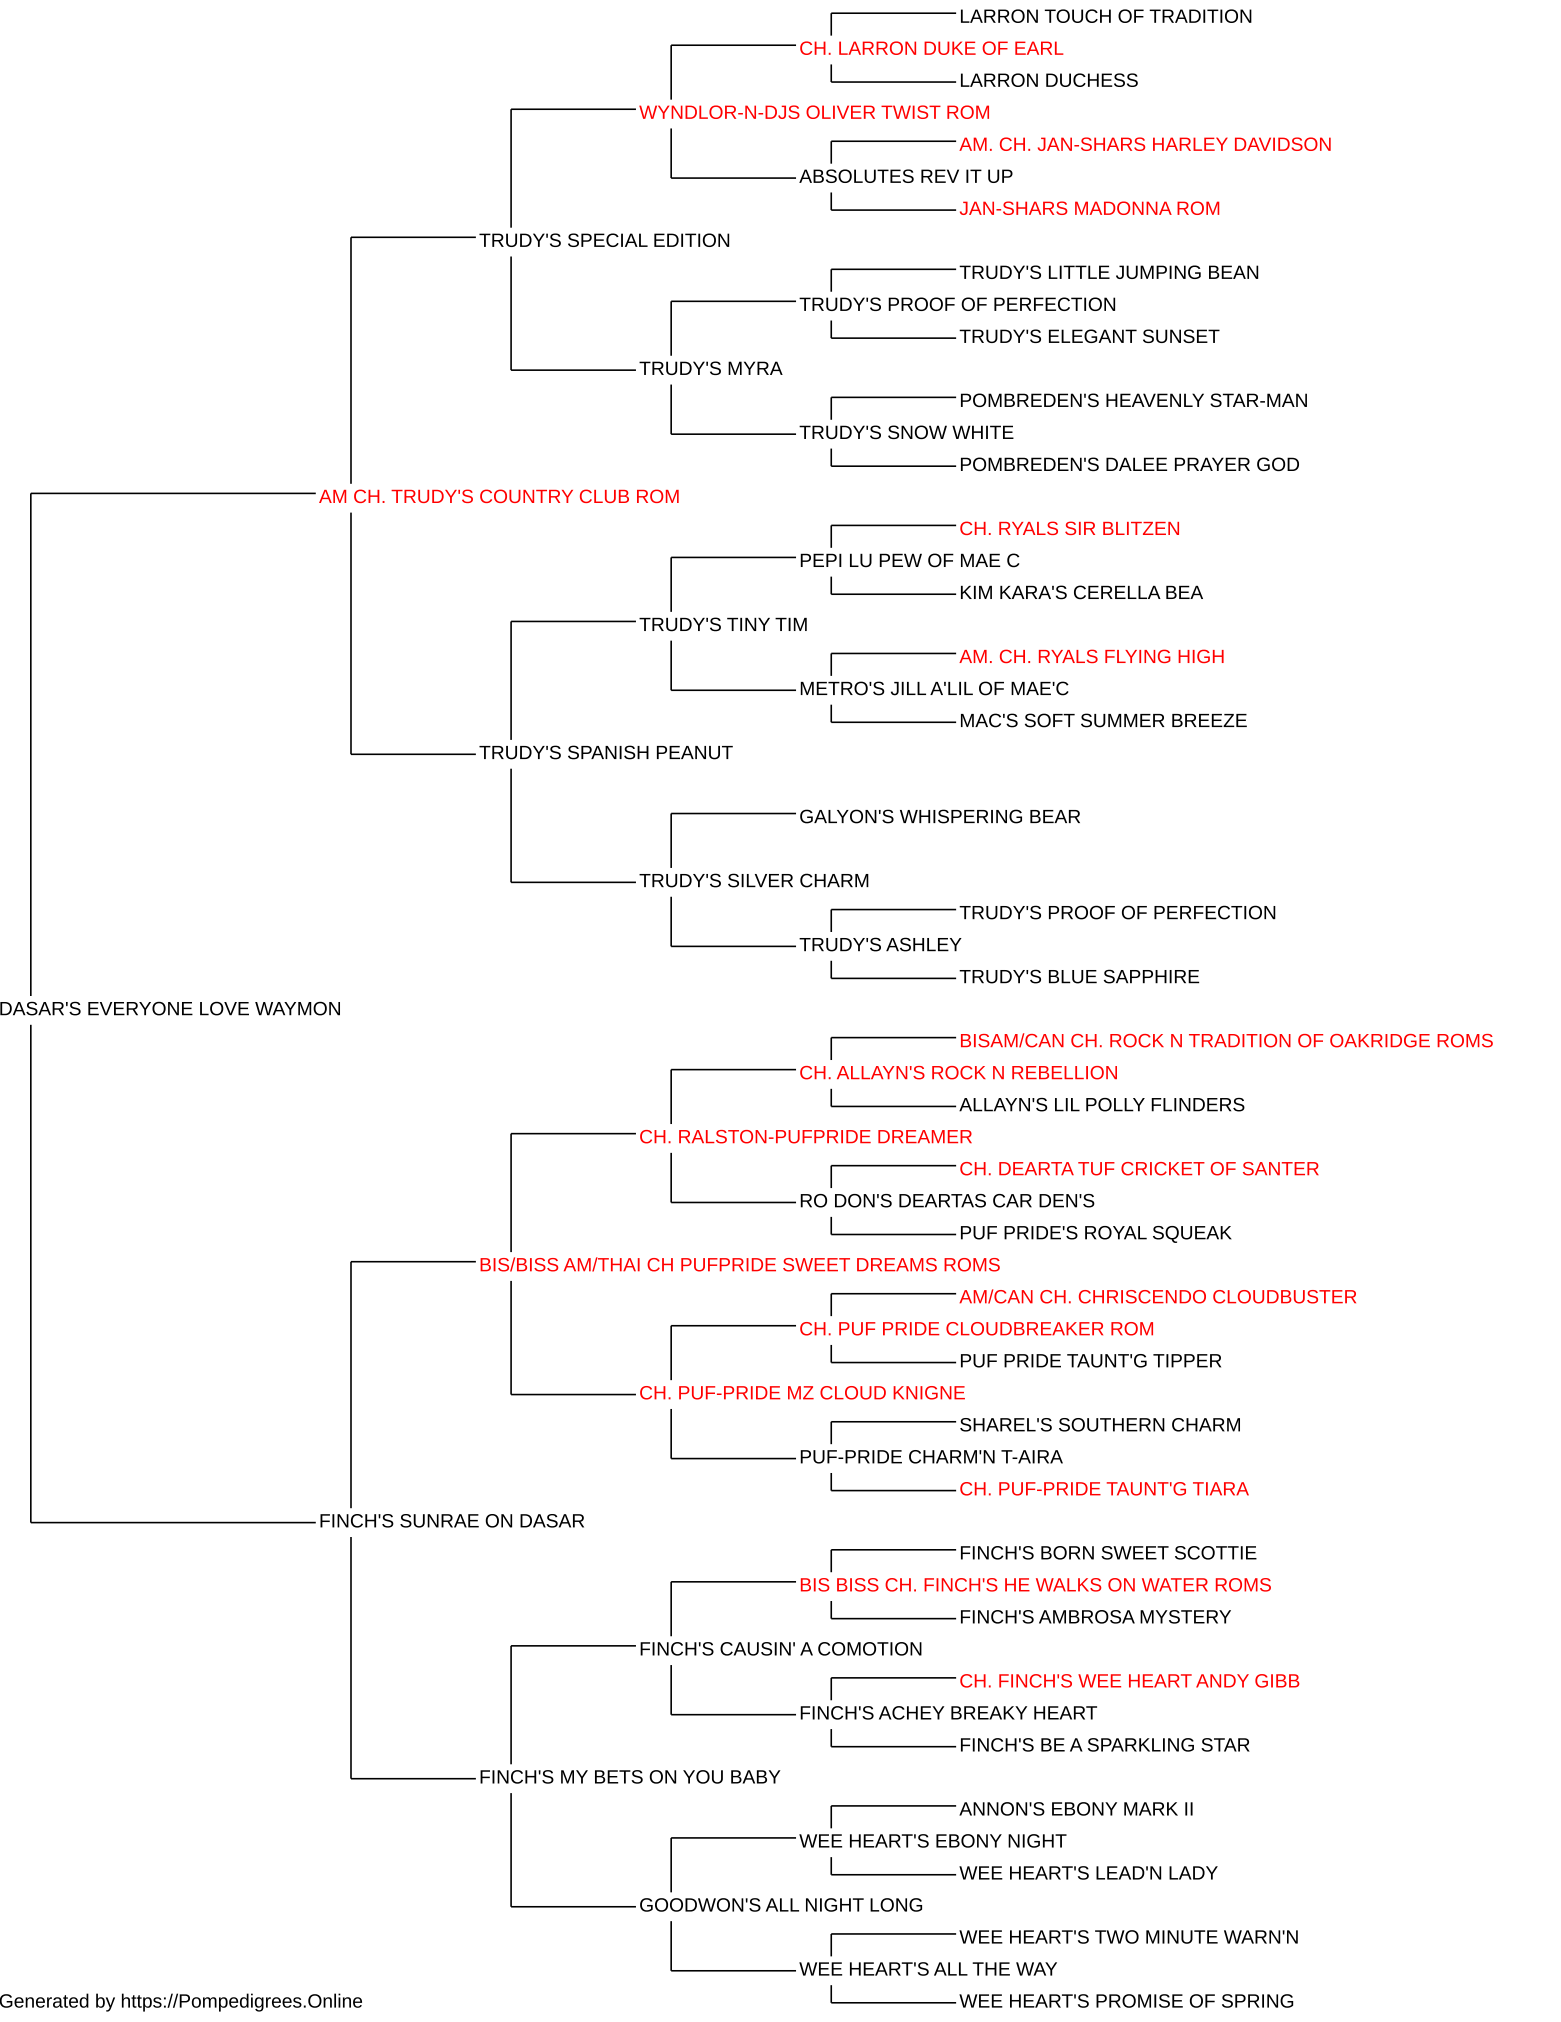 LARRON TOUCH OF TRADITION
CH. LARRON DUKE OF EARL
LARRON DUCHESS
WYNDLOR-N-DJS OLIVER TWIST ROM
AM. CH. JAN-SHARS HARLEY DAVIDSON
ABSOLUTES REV IT UP
JAN-SHARS MADONNA ROM
TRUDY'S SPECIAL EDITION
TRUDY'S LITTLE JUMPING BEAN
TRUDY'S PROOF OF PERFECTION
TRUDY'S ELEGANT SUNSET
TRUDY'S MYRA
POMBREDEN'S HEAVENLY STAR-MAN
TRUDY'S SNOW WHITE
POMBREDEN'S DALEE PRAYER GOD
AM CH. TRUDY'S COUNTRY CLUB ROM
CH. RYALS SIR BLITZEN
PEPI LU PEW OF MAE C
KIM KARA'S CERELLA BEA
TRUDY'S TINY TIM
AM. CH. RYALS FLYING HIGH
METRO'S JILL A'LIL OF MAE'C
MAC'S SOFT SUMMER BREEZE
TRUDY'S SPANISH PEANUT
GALYON'S WHISPERING BEAR
TRUDY'S SILVER CHARM
TRUDY'S PROOF OF PERFECTION
TRUDY'S ASHLEY
TRUDY'S BLUE SAPPHIRE
DASAR'S EVERYONE LOVE WAYMON
BISAM/CAN CH. ROCK N TRADITION OF OAKRIDGE ROMS
CH. ALLAYN'S ROCK N REBELLION
ALLAYN'S LIL POLLY FLINDERS
CH. RALSTON-PUFPRIDE DREAMER
CH. DEARTA TUF CRICKET OF SANTER
RO DON'S DEARTAS CAR DEN'S
PUF PRIDE'S ROYAL SQUEAK
BIS/BISS AM/THAI CH PUFPRIDE SWEET DREAMS ROMS
AM/CAN CH. CHRISCENDO CLOUDBUSTER
CH. PUF PRIDE CLOUDBREAKER ROM
PUF PRIDE TAUNT'G TIPPER
CH. PUF-PRIDE MZ CLOUD KNIGNE
SHAREL'S SOUTHERN CHARM
PUF-PRIDE CHARM'N T-AIRA
CH. PUF-PRIDE TAUNT'G TIARA
FINCH'S SUNRAE ON DASAR
FINCH'S BORN SWEET SCOTTIE
BIS BISS CH. FINCH'S HE WALKS ON WATER ROMS
FINCH'S AMBROSA MYSTERY
FINCH'S CAUSIN' A COMOTION
CH. FINCH'S WEE HEART ANDY GIBB
FINCH'S ACHEY BREAKY HEART
FINCH'S BE A SPARKLING STAR
FINCH'S MY BETS ON YOU BABY
ANNON'S EBONY MARK II
WEE HEART'S EBONY NIGHT
WEE HEART'S LEAD'N LADY
GOODWON'S ALL NIGHT LONG
WEE HEART'S TWO MINUTE WARN'N
WEE HEART'S ALL THE WAY
WEE HEART'S PROMISE OF SPRING
Generated by https://Pompedigrees.Online